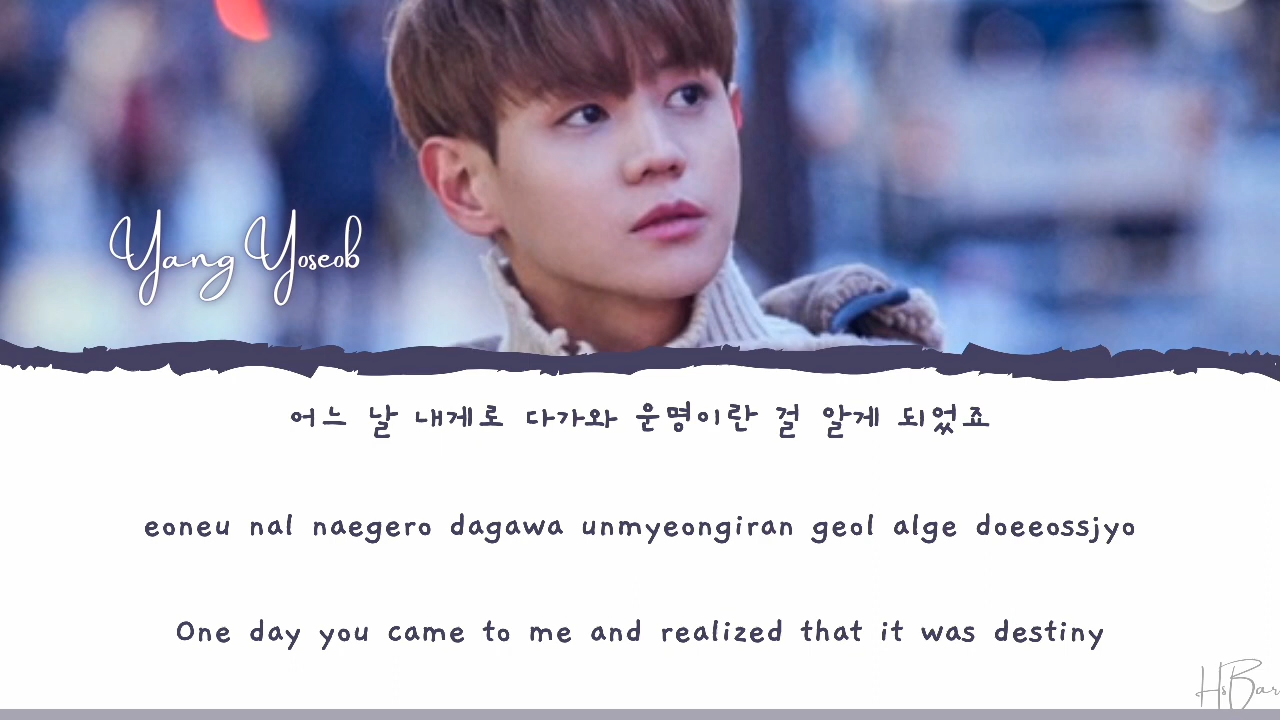 Yang Yoseob
어느 날 내게로 다가와 운명이란 걸 알게 되었죠
eoneu nal naegero dagawa unmyeongiran geol alge doeeossjyo
One day you came to me and realized that it was destiny
HsBar